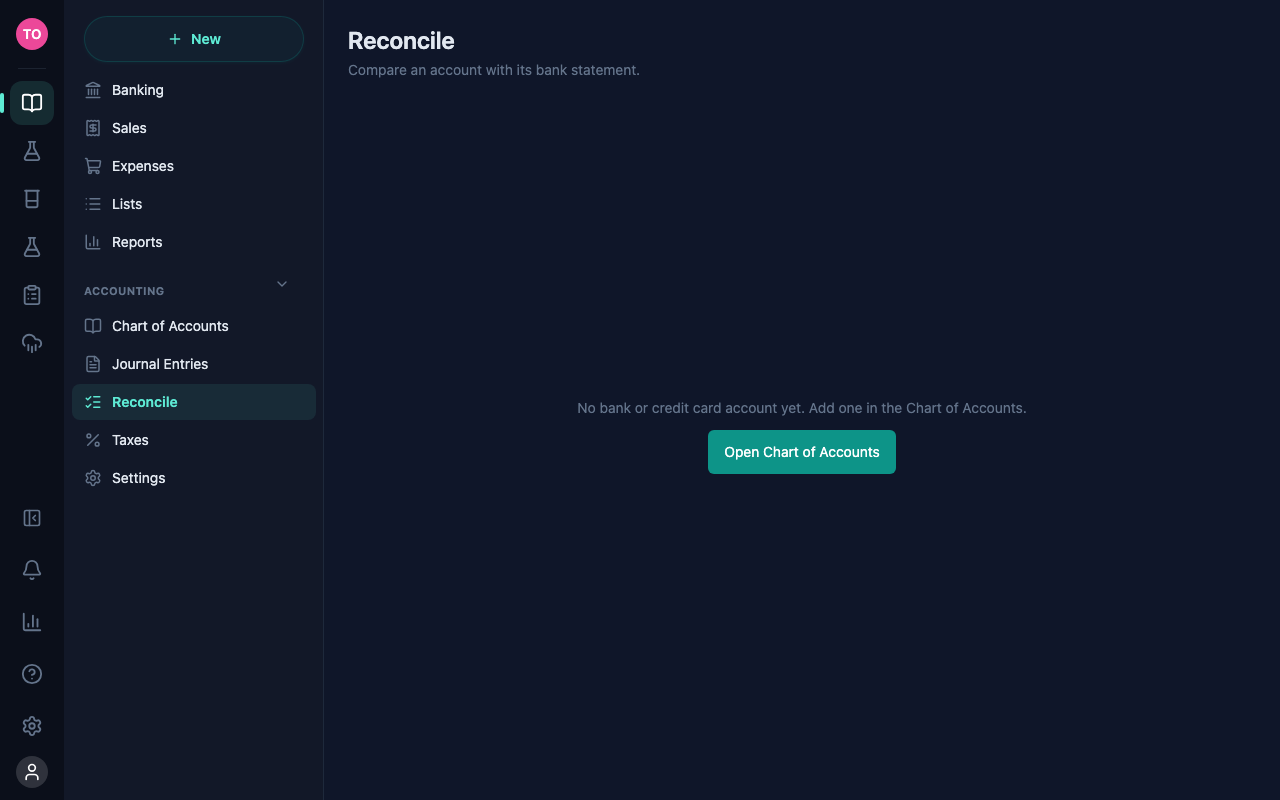 TO
New
Banking
Sales
Expenses
Lists
Reports
ACCOUNTING
Chart of Accounts
Journal Entries
Reconcile
Taxes
Settings
Reconcile
Compare an account with its bank statement.
No bank or credit card account yet. Add one in the Chart of Accounts.
Open Chart of Accounts